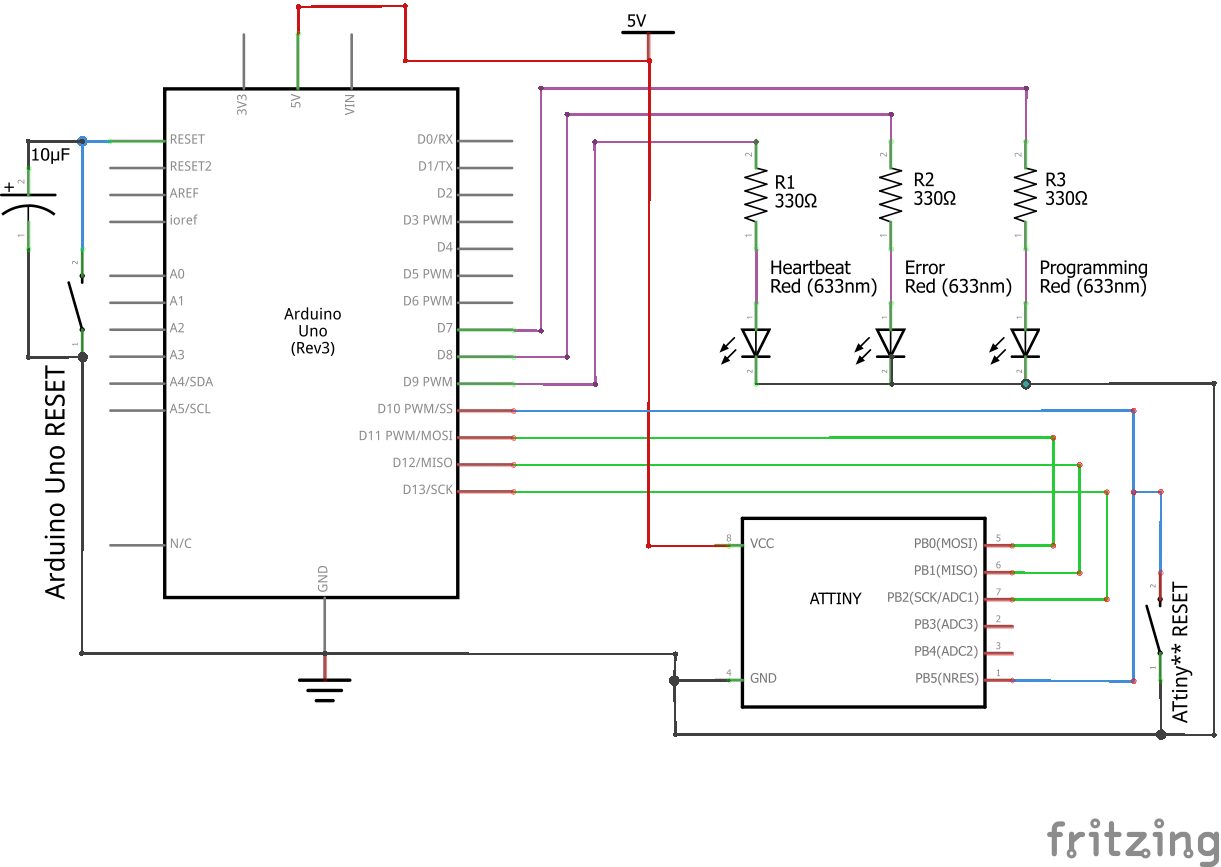 5V
3V3
5V
VIN
10µF
+
2
1
2
1
RESET
RESET2
AREF
ioref
A0
A1
A2
A3
A4/SDA
A5/SCL
N/C
Arduino
Uno
(Rev3)
GND
D0/RX
D1/TX
D2
D3 PWM
D4
D5 PWM
D6 PWM
D7
D8
D9 PWM
D10 PWM/SS
D11 PWM/MOSI
D12/MISO
D13/SCK
Arduino Uno RESET
2
R1
330Ω
1
2
R2
330Ω
1
2
R3
330Ω
1
Heartbeat
Red (633nm)
1
2
Error
Red (633nm)
1
2
Programming
Red (633nm)
1
2
8
VCC
4
GND
ATTINY
PB0(MOSI)
5
PB1(MISO)
6
PB2(SCK/ADC1)
7
PB3(ADC3)
2
PB4(ADC2)
3
PB5(NRES)
1
2
1
ATtiny** RESET
fritzing